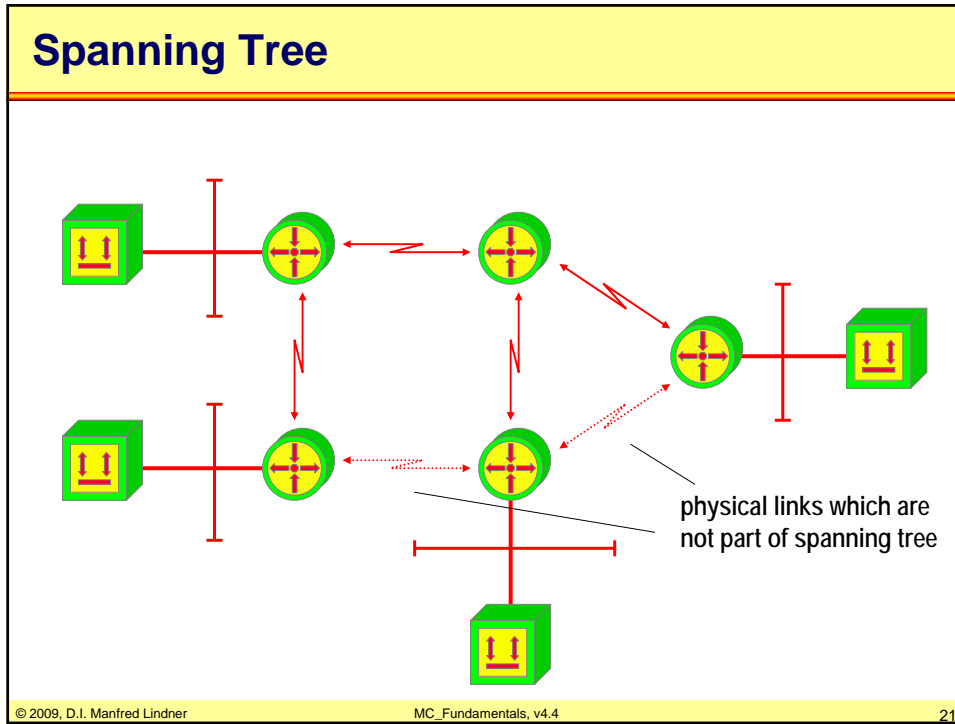 Spanning Tree
physical links which are
not part of spanning tree
© 2009, D.I. Manfred Lindner
MC_Fundamentals, v4.4
21